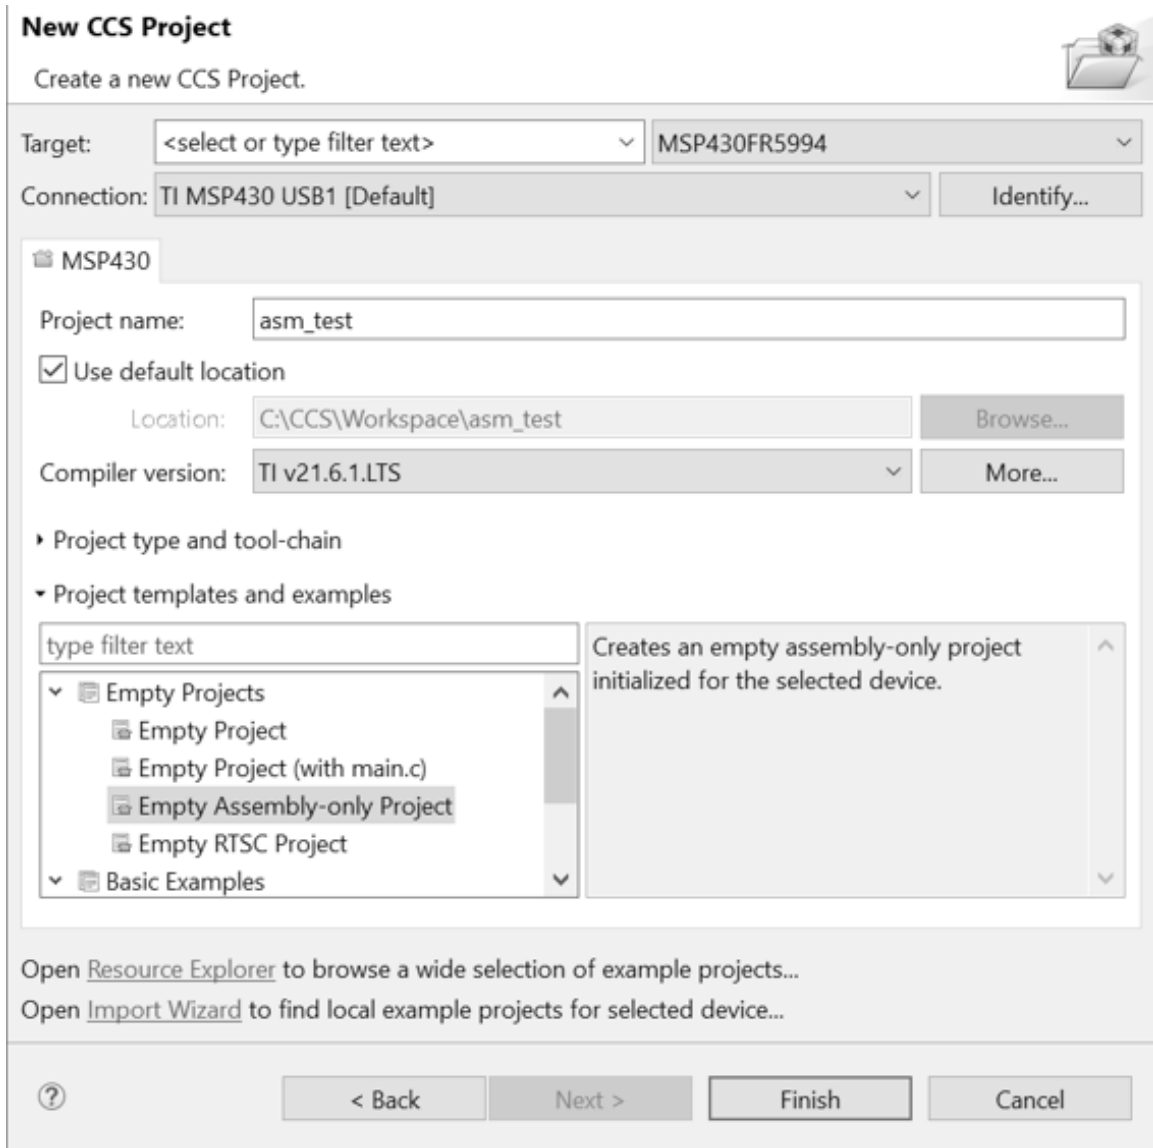 New CCS Project
Create a new CCS Project.
Target: <select or type filter text> MSP430FR5994
Connection: TI MSP430 USB1 [Default] Identify...
MSP430
Project name: asm_test
Use default location
Location: C:\CCS\Workspace\asm_test Browse...
Compiler version: TI v21.6.1.LTS More...
Project type and tool-chain
Project templates and examples
type filter text
Empty Projects
Empty Project
Empty Project (with main.c)
Empty Assembly-only Project
Empty RTSC Project
Basic Examples
Creates an empty assembly-only project
initialized for the selected device.
Open Resource Explorer to browse a wide selection of example projects...
Open Import Wizard to find local example projects for selected device...
? < Back Next > Finish Cancel